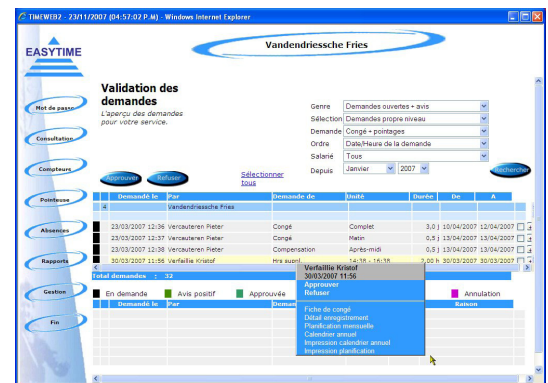 TIMEWEB2 - 23/11/2007 (04:57:02 P.M) - Windows Internet Explorer
EASYTIME
Vandendriessche Fries
Validation des
demandes
L'aperçu des demandes
pour votre service.
Mot de passe
Consultation
Compteurs
Pointeuse
Absences
Rapports
Gestion
Fin
Genre Demandes ouvertes + avis
Sélection Demandes propre niveau
Demande Congé + pointages
Ordre Date/Heure de la demande
Salarié Tous
Depuis Janvier 2007
Rechercher
Approuver Refuser
Sélectionner
tous
Demandé le Par Demande de Unité Durée De A
4 Vandendriessche Fries
23/03/2007 12:36 Vercauteren Pieter Congé Complet 3,0 j 10/04/2007 12/04/2007
23/03/2007 12:37 Vercauteren Pieter Congé Matin 0,5 j 13/04/2007 13/04/2007
23/03/2007 12:38 Vercauteren Pieter Compensation Après-midi 0,5 j 13/04/2007 13/04/2007
30/03/2007 11:56 Verfaillie Kristof Hrs suppl. 14:38 - 16:38 2,00 h 30/03/2007 30/03/2007
Total demandes : 32
En demande Avis positif Approuvée Annulation
Demandé le Par Raison
Verfaillie Kristof
30/03/2007 11:56
Approuver
Refuser
Fiche de congé
Détail enregistrement
Planification mensuelle
Calendrier annuel
Impression calendrier annuel
Impression planification